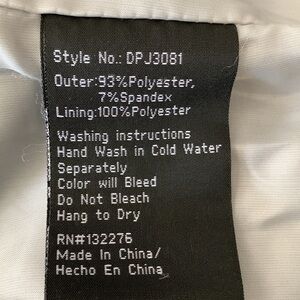 Style No.: DPJ3081
Outer:93%Polyester,
7%Spandex
Lining:100%Polyester
Washing instructions
Hand Wash in Cold Water
Separately
Color will Bleed
Do Not Bleach
Hang to Dry
RN#132276
Made In China/
Hecho En China